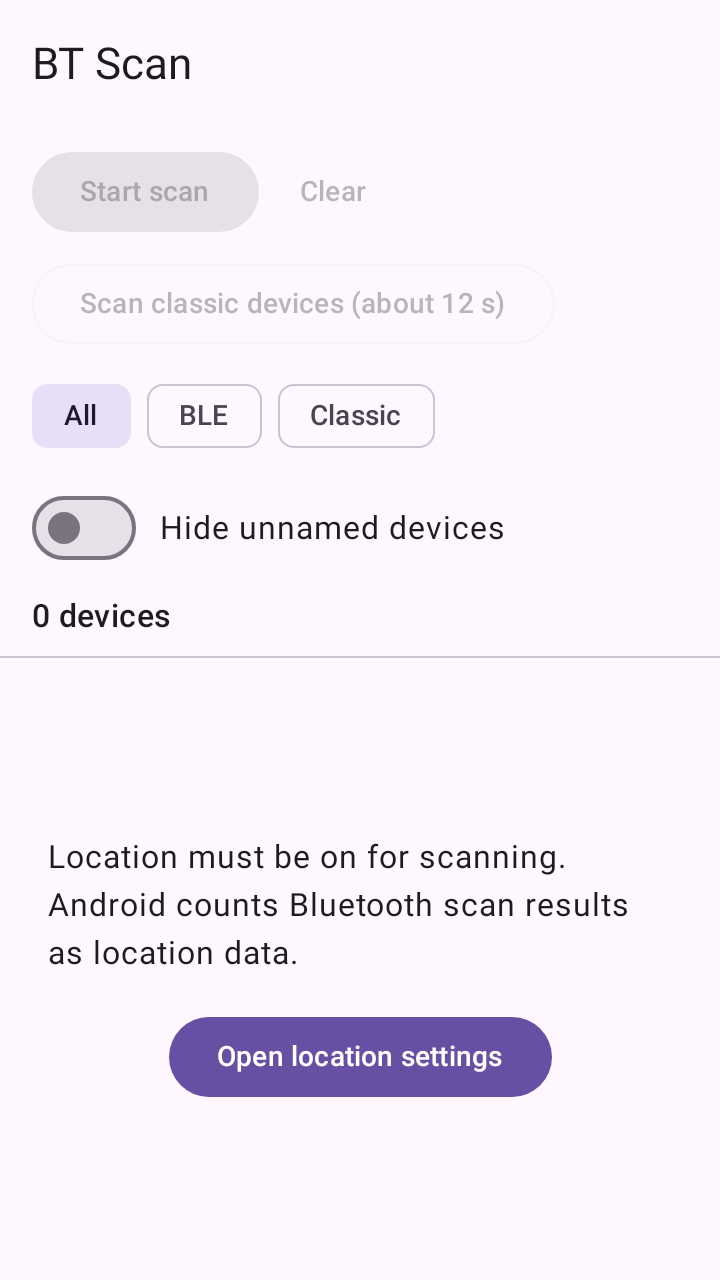 BT Scan
Start scan
Clear
Scan classic devices (about 12 s)
All
BLE
Classic
Hide unnamed devices
0 devices
Location must be on for scanning.
Android counts Bluetooth scan results
as location data.
Open location settings